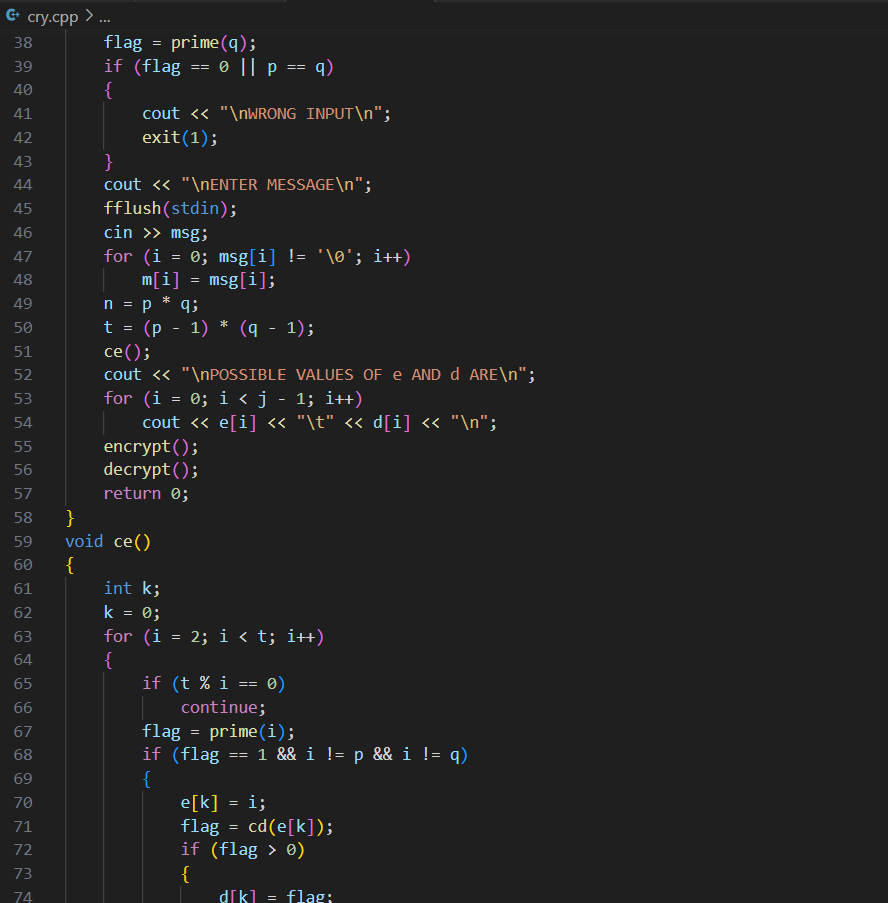 cry.cpp > ...
38 flag = prime(q);
39 if (flag == 0 || p == q)
40 {
41 cout << "\nWRONG INPUT\n";
42 exit(1);
43 }
44 cout << "\nENTER MESSAGE\n";
45 fflush(stdin);
46 cin >> msg;
47 for (i = 0; msg[i] != '\0'; i++)
48 m[i] = msg[i];
49 n = p * q;
50 t = (p - 1) * (q - 1);
51 ce();
52 cout << "\nPOSSIBLE VALUES OF e AND d ARE\n";
53 for (i = 0; i < j - 1; i++)
54 cout << e[i] << "\t" << d[i] << "\n";
55 encrypt();
56 decrypt();
57 return 0;
58 }
59 void ce()
60 {
61 int k;
62 k = 0;
63 for (i = 2; i < t; i++)
64 {
65 if (t % i == 0)
66 continue;
67 flag = prime(i);
68 if (flag == 1 && i != p && i != q)
69 {
70 e[k] = i;
71 flag = cd(e[k]);
72 if (flag > 0)
73 {
74 d[k] = flag;